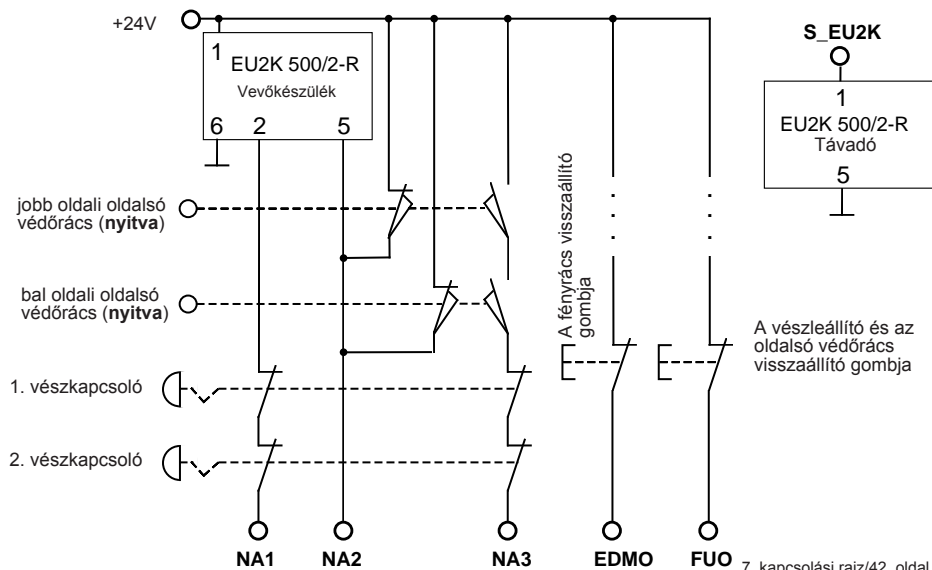 +24V
1
EU2K 500/2-R
Vevőkészülék
6 2 5
S_EU2K
1
EU2K 500/2-R
Távadó
5
jobb oldali oldalsó
védőrács (nyitva)
bal oldali oldalsó
védőrács (nyitva)
A fényrács visszaállító
gombja
A vészleállító és az
oldalsó védőrács
visszaállító gombja
1. vészkapcsoló
2. vészkapcsoló
NA1 NA2 NA3 EDMO FUO
7. kapcsolási rajz/42. oldal